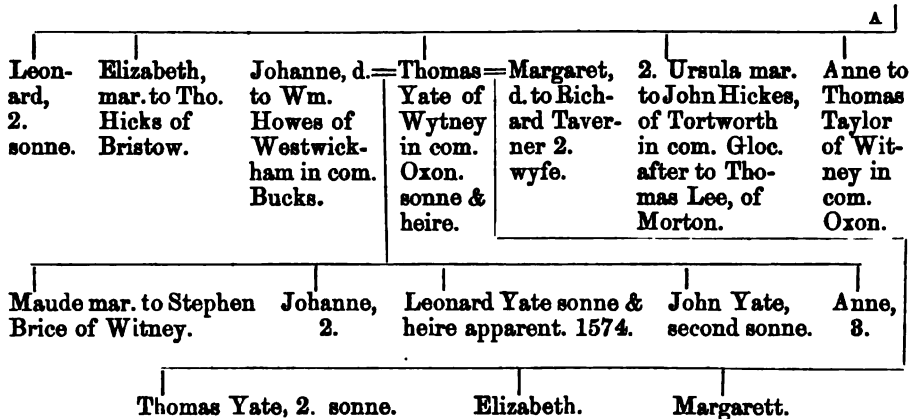 A
Leon-
ard,
2.
sonne.
Elizabeth,
mar. to Tho.
Hicks of
Bristow.
Johanne, d.
to Wm.
Howes of
Westwick-
ham in com.
Bucks.
=Thomas=
Yate of
Wytney
in com.
Oxon.
sonne &
heire.
Margaret,
d. to Rich-
ard Taver-
ner 2.
wyfe.
2. Ursula mar.
to John Hickes,
of Tortworth
in com. Gloc.
after to Tho-
mas Lee, of
Morton.
Anne to
Thomas
Taylor
of Wit-
ney in
com.
Oxon.
Maude mar. to Stephen
Brice of Witney.
Johanne,
2.
Leonard Yate sonne &
heire apparent. 1574.
John Yate,
second sonne.
Anne,
3.
Thomas Yate, 2. sonne.
Elizabeth.
Margarett.